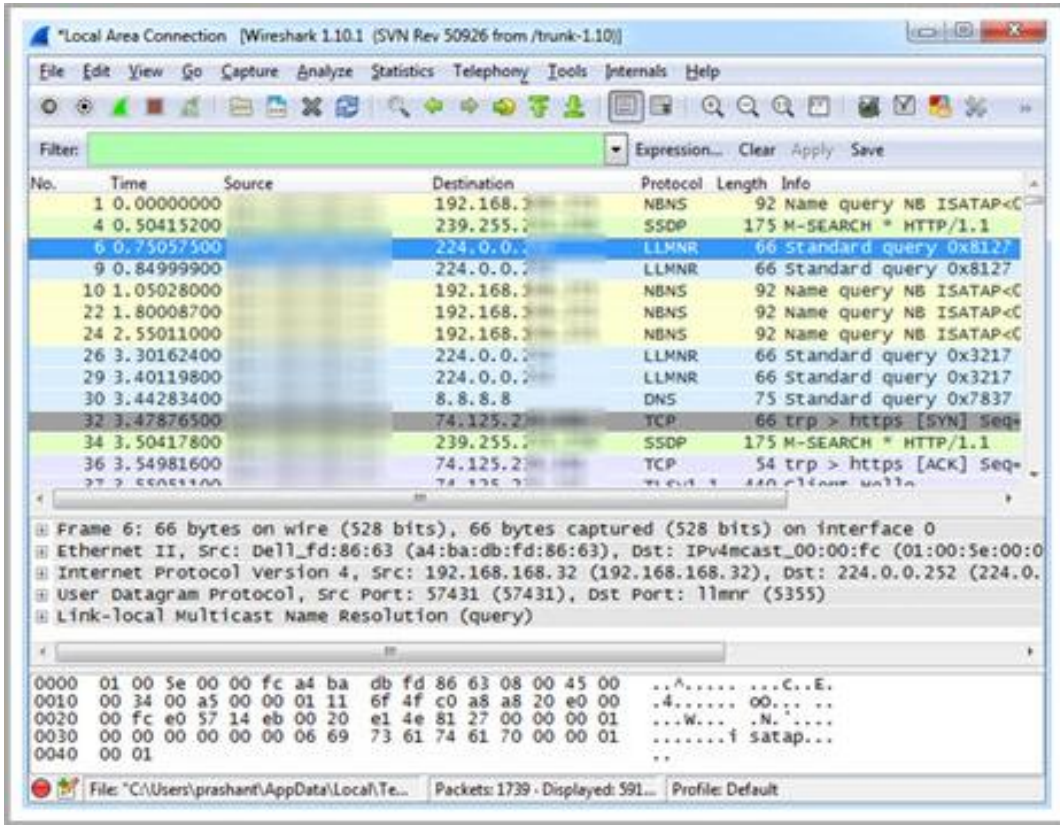 *Local Area Connection [Wireshark 1.10.1 (SVN Rev 50926 from /trunk-1.10)]
File Edit View Go Capture Analyze Statistics Telephony Tools Internals Help
Filter: Expression... Clear Apply Save
No. Time Source Destination Protocol Length Info
1 0.00000000 192.168. NBNS 92 Name query NB ISATAP<C
4 0.50415200 239.255. SSDP 175 M-SEARCH * HTTP/1.1
6 0.75057500 224.0.0. LLMNR 66 Standard query 0x8127
9 0.84999900 224.0.0. LLMNR 66 Standard query 0x8127
10 1.05028000 192.168. NBNS 92 Name query NB ISATAP<C
22 1.80008700 192.168. NBNS 92 Name query NB ISATAP<C
24 2.55011000 192.168. NBNS 92 Name query NB ISATAP<C
26 3.30162400 224.0.0. LLMNR 66 Standard query 0x3217
29 3.40119800 224.0.0. LLMNR 66 Standard query 0x3217
30 3.44283400 8.8.8.8 DNS 75 Standard query 0x7837
32 3.47876500 74.125.2 TCP 66 trp > https [SYN] Seq=
34 3.50417800 239.255. SSDP 175 M-SEARCH * HTTP/1.1
36 3.54981600 74.125.2 TCP 54 trp > https [ACK] Seq=
37 3.55051100 74.125.2 TLSv1.1 440 Client Hello
Frame 6: 66 bytes on wire (528 bits), 66 bytes captured (528 bits) on interface 0
Ethernet II, Src: Dell_fd:86:63 (a4:ba:db:fd:86:63), Dst: IPv4mcast_00:00:fc (01:00:5e:00:0
Internet Protocol Version 4, Src: 192.168.168.32 (192.168.168.32), Dst: 224.0.0.252 (224.0.
User Datagram Protocol, Src Port: 57431 (57431), Dst Port: llmnr (5355)
Link-local Multicast Name Resolution (query)
0000 01 00 5e 00 00 fc a4 ba db fd 86 63 08 00 45 00 ..^..... ...c..E.
0010 00 34 00 a5 00 00 01 11 6f 4f c0 a8 a8 20 e0 00 .4...... oO... ..
0020 00 fc e0 57 14 eb 00 20 e1 4e 81 27 00 00 00 01 ...W... .N.'....
0030 00 00 00 00 00 00 06 69 73 61 74 61 70 00 00 01 .......i satap...
0040 00 01 ..
File: "C:\Users\prashant\AppData\Local\Te... Packets: 1739 · Displayed: 591... Profile: Default